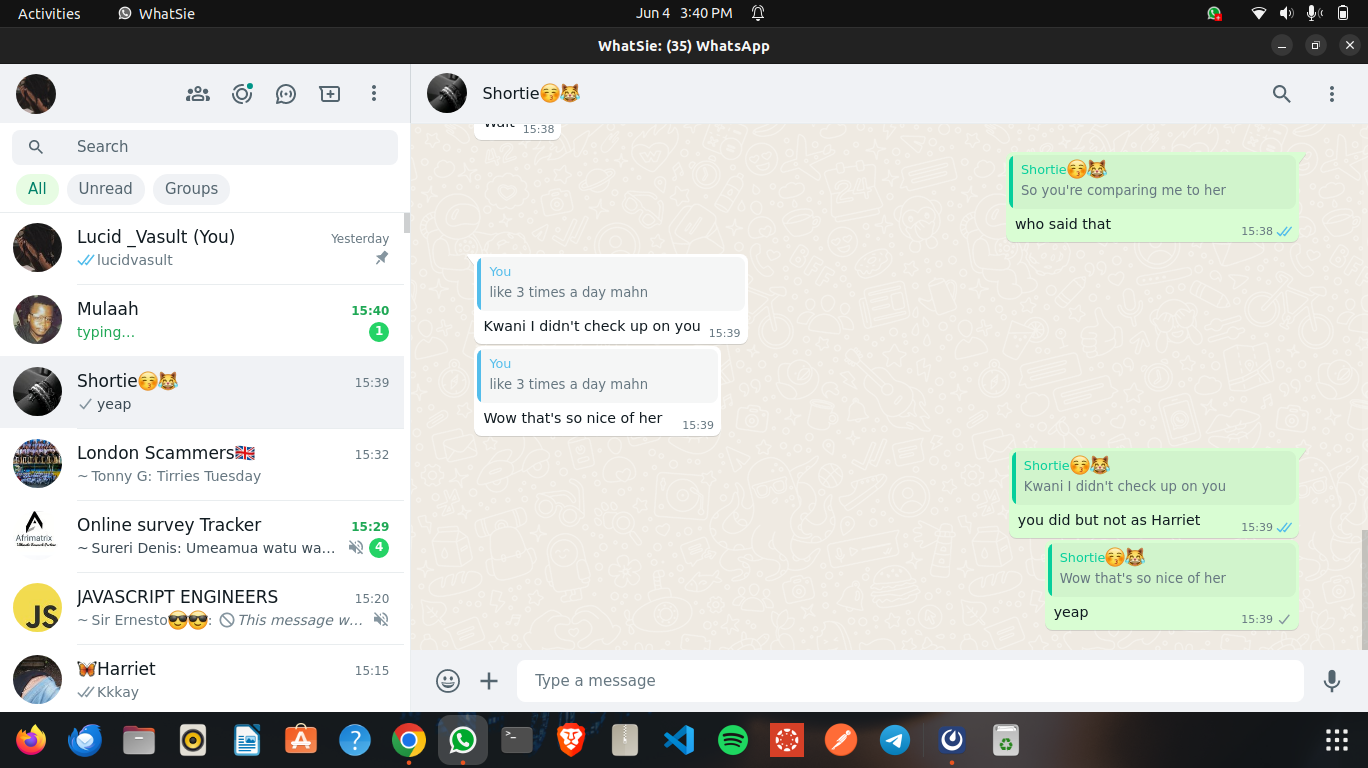 Activities
WhatSie
Jun 4 3:40 PM
WhatSie: (35) WhatsApp
Search
All
Unread
Groups
Lucid _Vasult (You)
Yesterday
lucidvasult
Mulaah
15:40
typing...
1
Shortie😚😹
15:39
yeap
London Scammers🇬🇧
15:32
~ Tonny G: Tirries Tuesday
Afrimatrix
Online survey Tracker
15:29
~ Sureri Denis: Umeamua watu wa...
4
JS
JAVASCRIPT ENGINEERS
15:20
~ Sir Ernesto😎😎: This message w...
🦋Harriet
15:15
Kkkay
Shortie😚😹
Wait 15:38
Shortie😚😹
So you're comparing me to her
who said that
15:38
You
like 3 times a day mahn
Kwani I didn't check up on you 15:39
You
like 3 times a day mahn
Wow that's so nice of her 15:39
Shortie😚😹
Kwani I didn't check up on you
you did but not as Harriet
15:39
Shortie😚😹
Wow that's so nice of her
yeap
15:39
Type a message